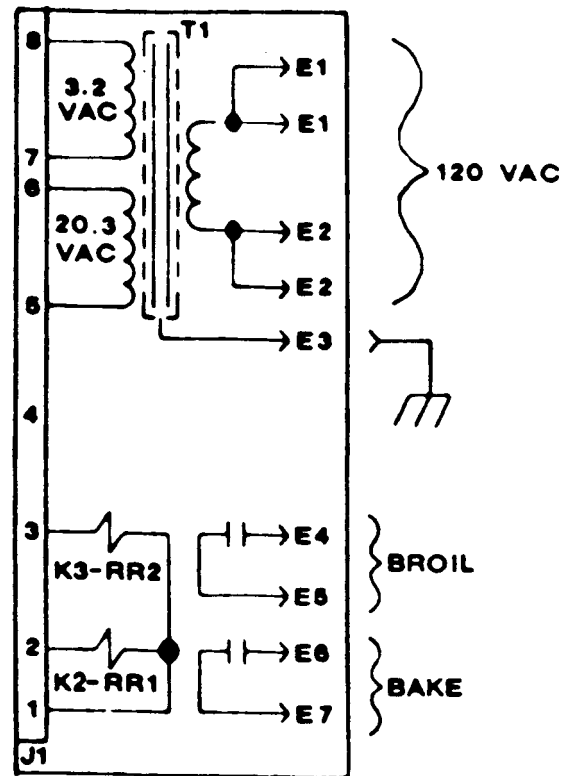 8
T1
E1
3.2
VAC
E1
7
120 VAC
6
20.3
VAC
E2
E2
5
E3
4
3
E4
K3-RR2
BROIL
E5
2
E6
K2-RR1
BAKE
1
E7
J1